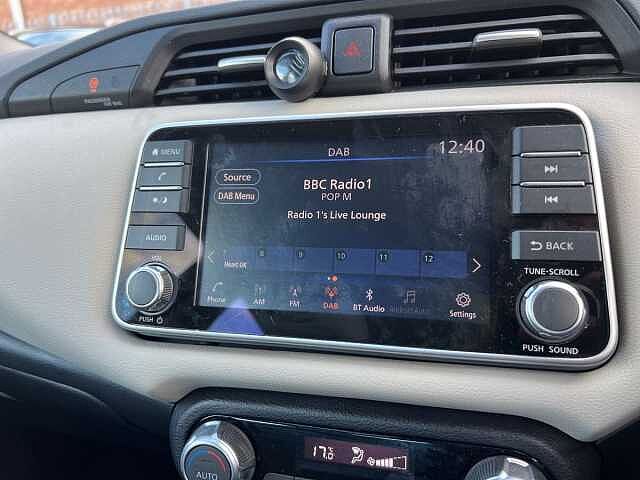 PASSENGER
AIR BAG
MENU
AUDIO
VOL
PUSH
DAB
12:40
Source
DAB Menu
BBC Radio1
POP M
Radio 1's Live Lounge
Heart UK
8
9
10
11
12
Phone
AM
FM
DAB
BT Audio
Settings
BACK
TUNE-SCROLL
PUSH SOUND
AUTO
17.0